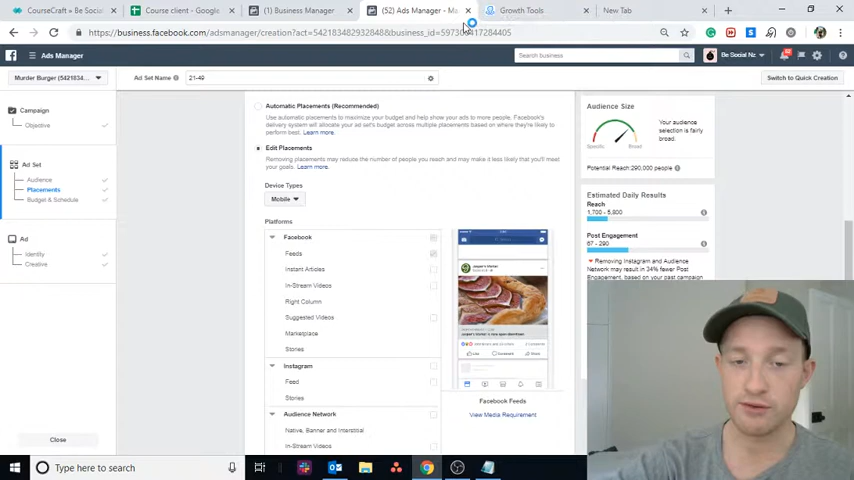 CourseCraft » Be Social
Course client - Google
(1) Business Manager
(52) Ads Manager - Ma
Growth Tools
New Tab
https://business.facebook.com/adsmanager/creation?act=542183482932848&business_id=597309417284405
Ads Manager
Search business
Be Social Nz
Murder Burger (5421834...
Ad Set Name
21-49
Switch to Quick Creation
Campaign
Objective
Ad Set
Audience
Placements
Budget & Schedule
Ad
Identity
Creative
Close
Automatic Placements (Recommended)
Use automatic placements to maximize your budget and help show your ads to more people. Facebook's
delivery system will allocate your ad set's budget across multiple placements based on where they're likely to
perform best. Learn more.
Edit Placements
Removing placements may reduce the number of people you reach and may make it less likely that you'll meet
your goals. Learn more.
Device Types
Mobile
Platforms
Facebook
Feeds
Instant Articles
In-Stream Videos
Right Column
Suggested Videos
Marketplace
Stories
Instagram
Feed
Stories
Audience Network
Native, Banner and Interstitial
In-Stream Videos
Jasper's Market
Like
Comment
Share
Facebook Feeds
View Media Requirement
Audience Size
Specific
Broad
Your audience
selection is fairly
broad.
Potential Reach:290,000 people
Estimated Daily Results
Reach
1,700 - 5,800
Post Engagement
67 - 290
Removing Instagram and Audience
Network may result in 34% fewer Post
Engagement, based on your past campaign
Type here to search